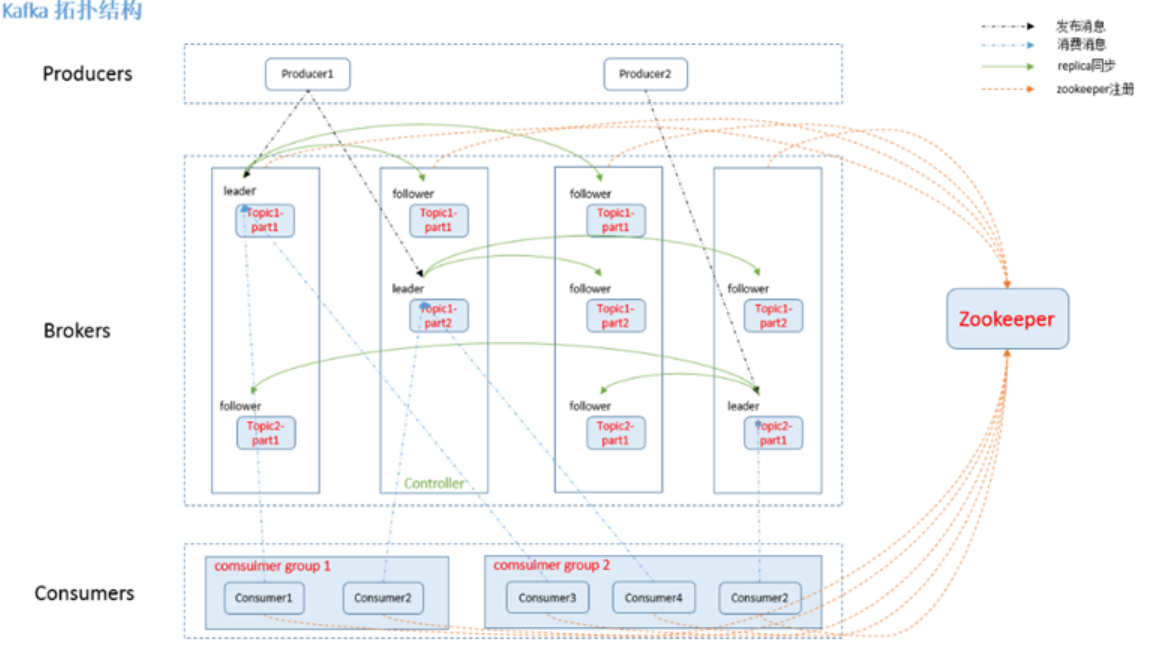 Kafka 拓扑结构
发布消息
消费消息
replica同步
zookeeper注册
Producers
Producer1
Producer2
Brokers
leader
Topic1-
part1
follower
Topic1-
part1
follower
Topic1-
part1
leader
Topic1-
part2
follower
Topic1-
part2
follower
Topic1-
part2
follower
Topic2-
part1
follower
Topic2-
part1
leader
Topic2-
part1
Controller
Zookeeper
Consumers
comsuimer group 1
Consumer1
Consumer2
comsuimer group 2
Consumer3
Consumer4
Consumer2